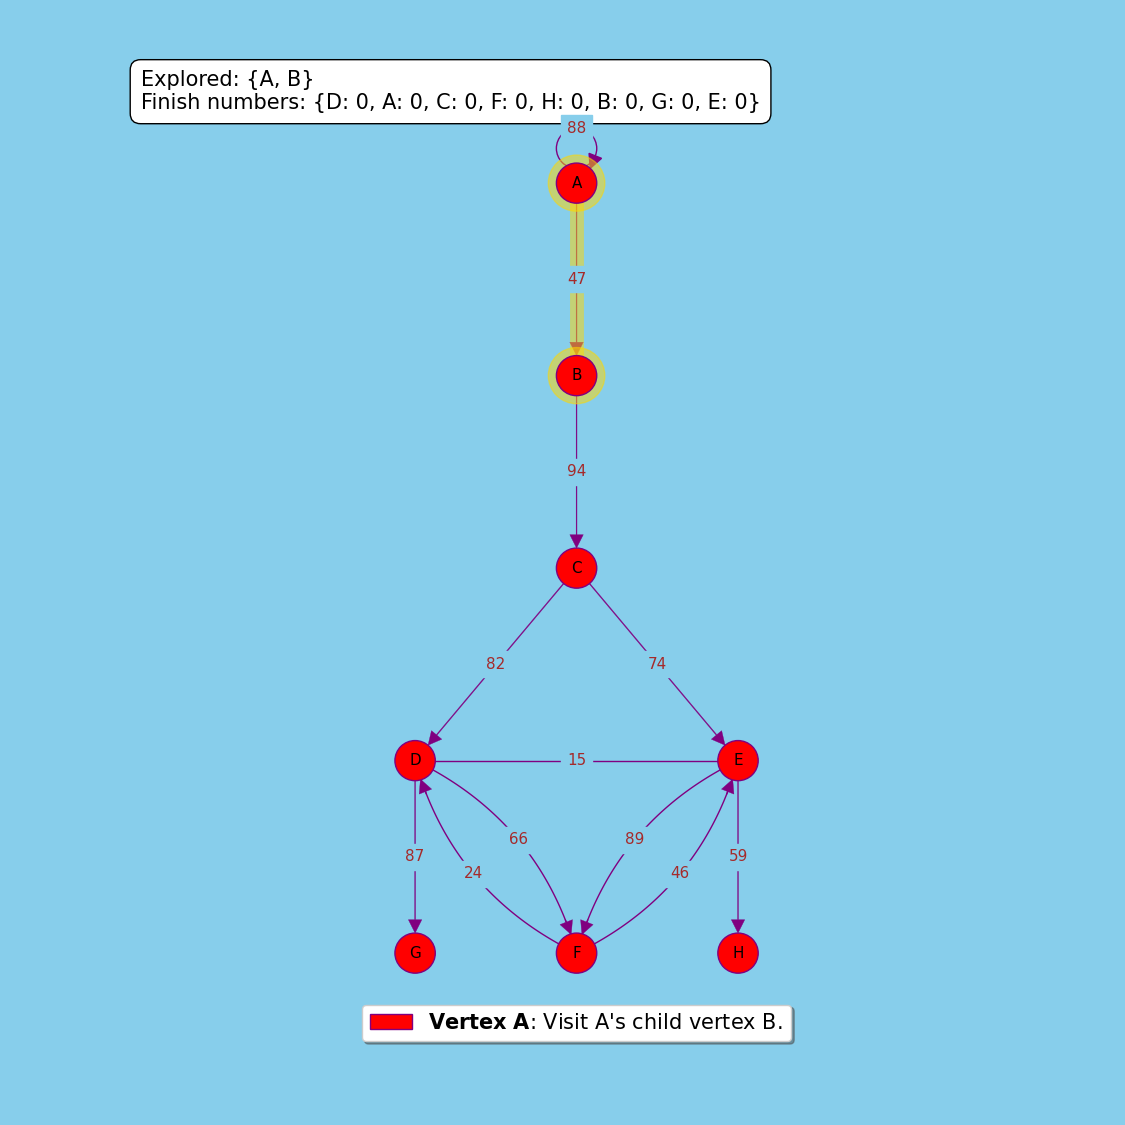 Explored: {A, B}
Finish numbers: {D: 0, A: 0, C: 0, F: 0, H: 0, B: 0, G: 0, E: 0}
88
A
47
B
94
C
82
74
D
15
E
66
89
87
59
24
46
G
F
H
Vertex A: Visit A's child vertex B.